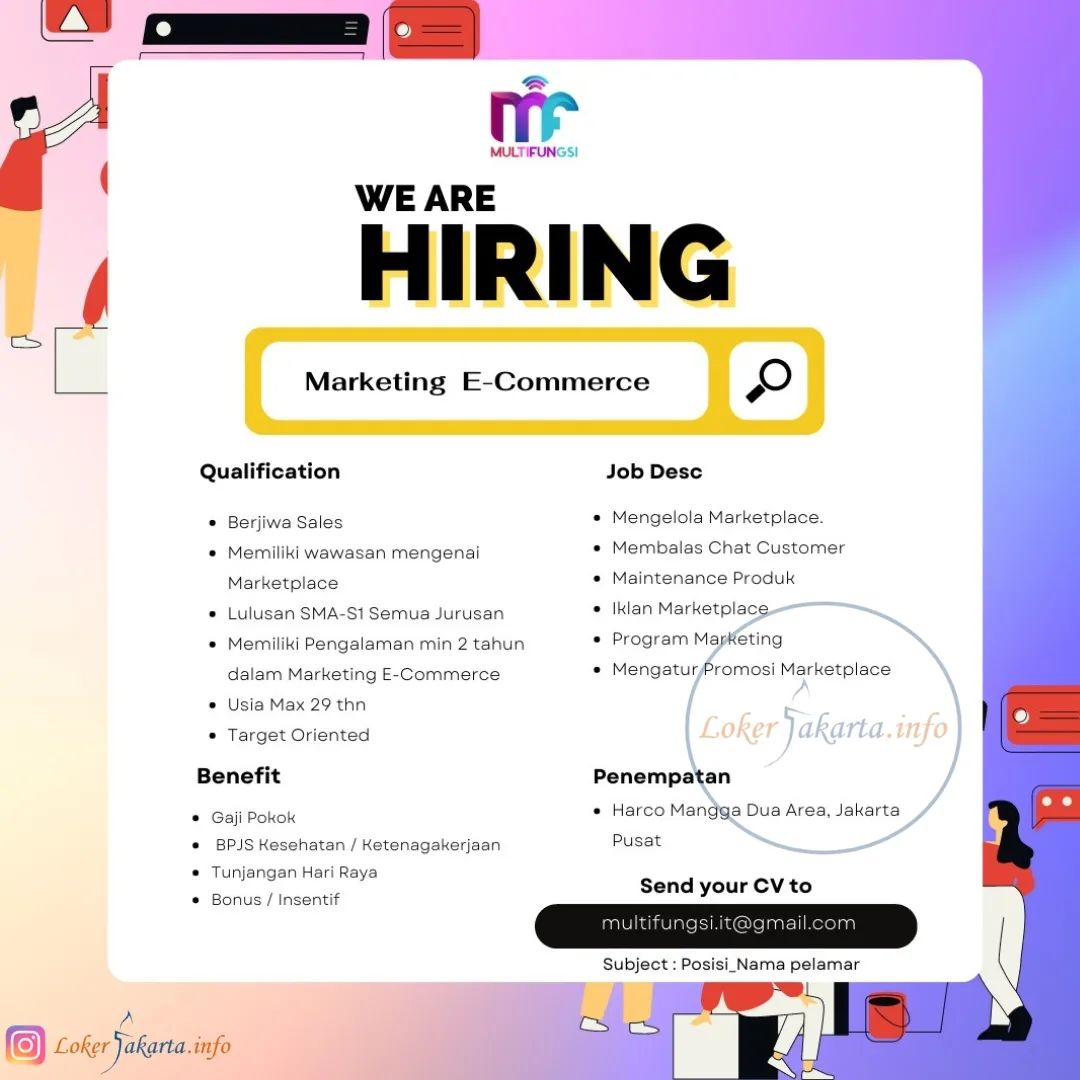 MULTIFUNGSI
WE ARE
HIRING
Marketing E-Commerce
Qualification
Berjiwa Sales
Memiliki wawasan mengenai
Marketplace
Lulusan SMA-S1 Semua Jurusan
Memiliki Pengalaman min 2 tahun
dalam Marketing E-Commerce
Usia Max 29 thn
Target Oriented
Job Desc
Mengelola Marketplace.
Membalas Chat Customer
Maintenance Produk
Iklan Marketplace
Program Marketing
Mengatur Promosi Marketplace
Loker Jakarta.info
Benefit
Gaji Pokok
BPJS Kesehatan / Ketenagakerjaan
Tunjangan Hari Raya
Bonus / Insentif
Penempatan
Harco Mangga Dua Area, Jakarta
Pusat
Send your CV to
multifungsi.it@gmail.com
Subject : Posisi_Nama pelamar
Loker Jakarta.info